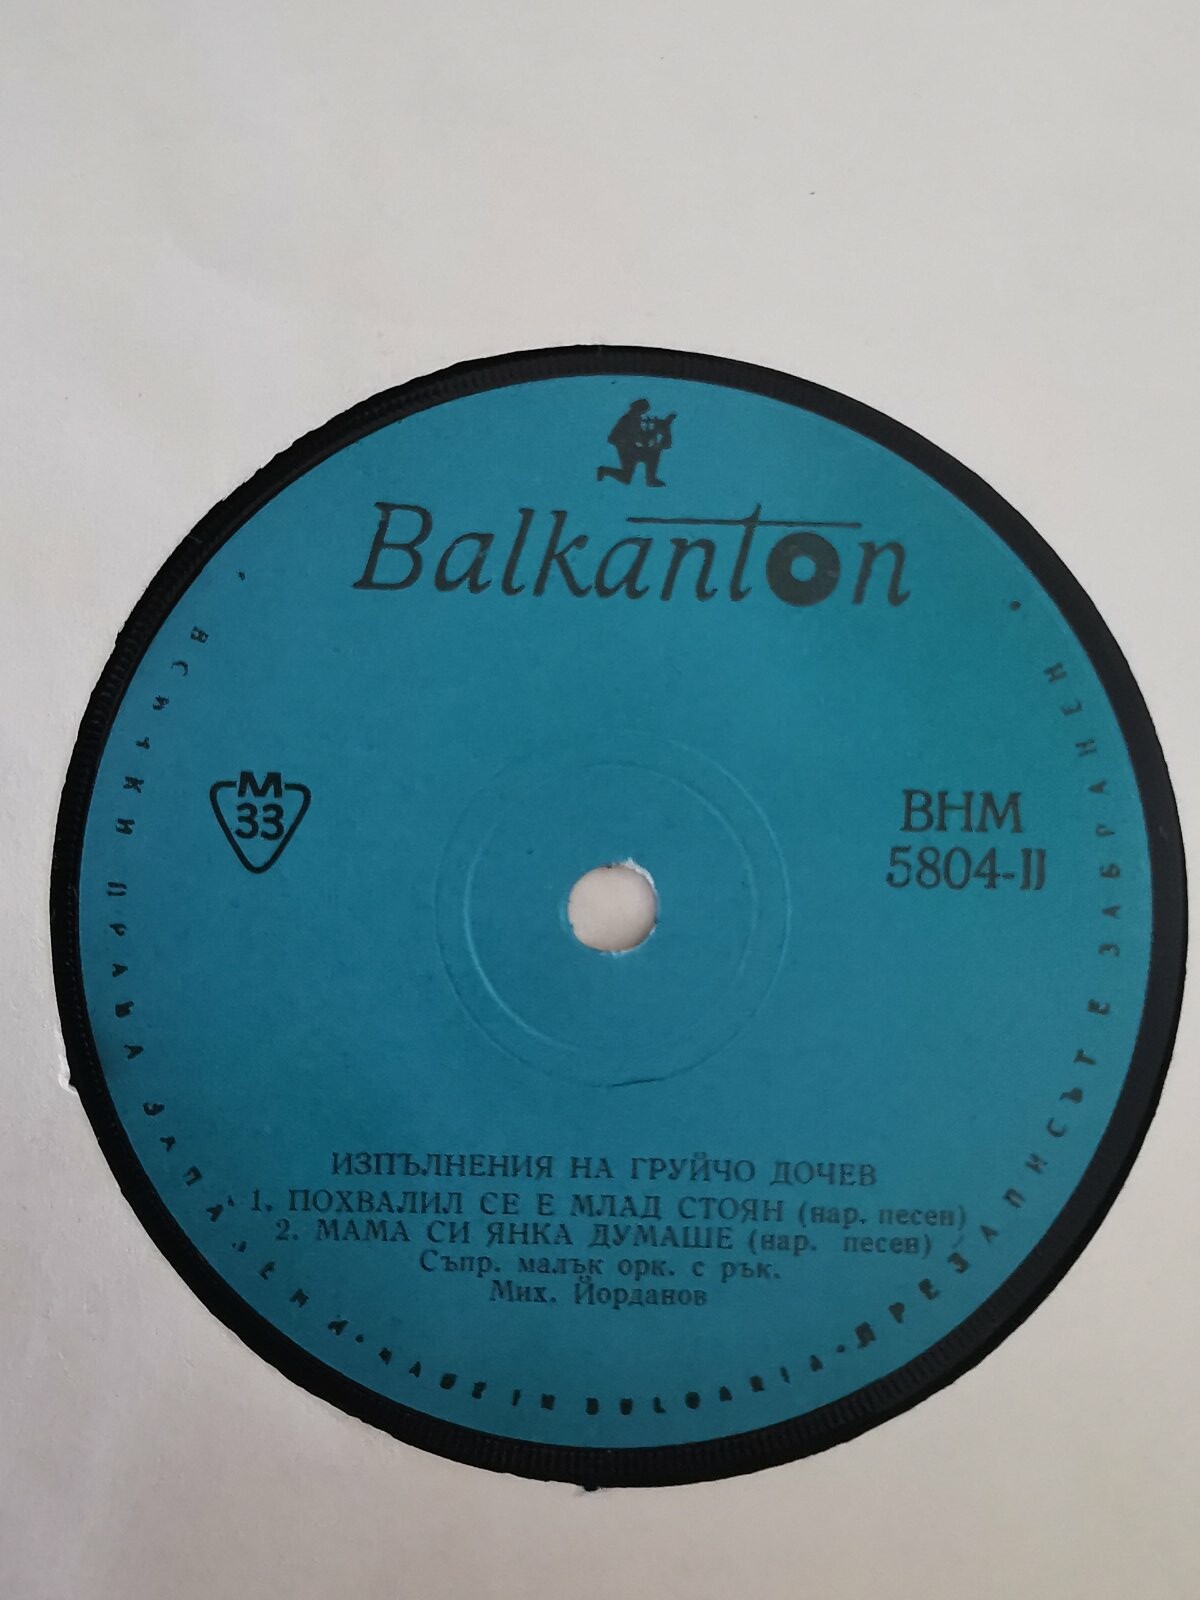 Balkanton
M
33
ВНМ
5804-II
ИЗПЪЛНЕНИЯ НА ГРУЙЧО ДОЧЕВ
1. ПОХВАЛИЛ СЕ Е МЛАД СТОЯН (нар. песен)
2. МАМА СИ ЯНКА ДУМАШЕ (нар. песен)
Съпр. малък орк. с рък.
Мих. Йорданов
ВСИЧКИ ПРАВА ЗАПАЗЕНИ · MADE IN BULGARIA · ПРЕЗАПИСЪТ Е ЗАБРАНЕН